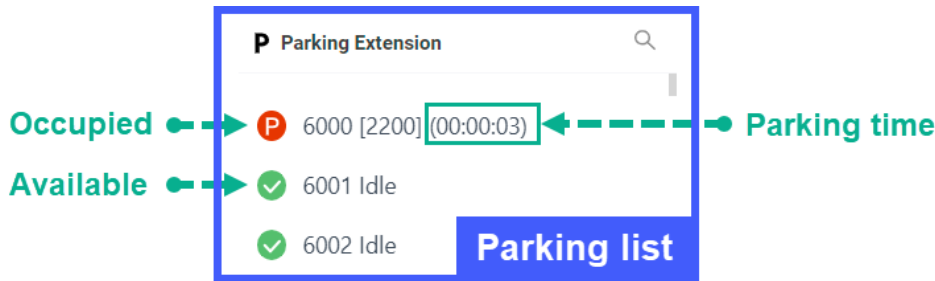 P Parking Extension
Occupied P 6000 [2200] (00:00:03) Parking time
Available 6001 Idle
6002 Idle
Parking list